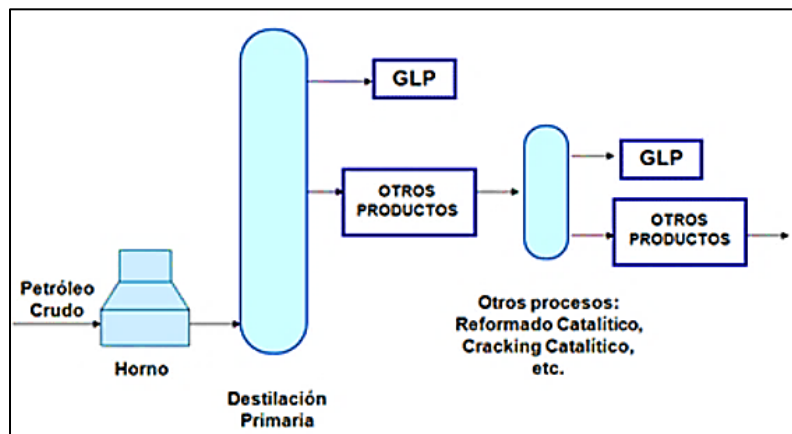 GLP
GLP
OTROS
PRODUCTOS
OTROS
PRODUCTOS
Petróleo
Crudo
Horno
Otros procesos:
Reformado Catalítico,
Cracking Catalítico,
etc.
Destilación
Primaria